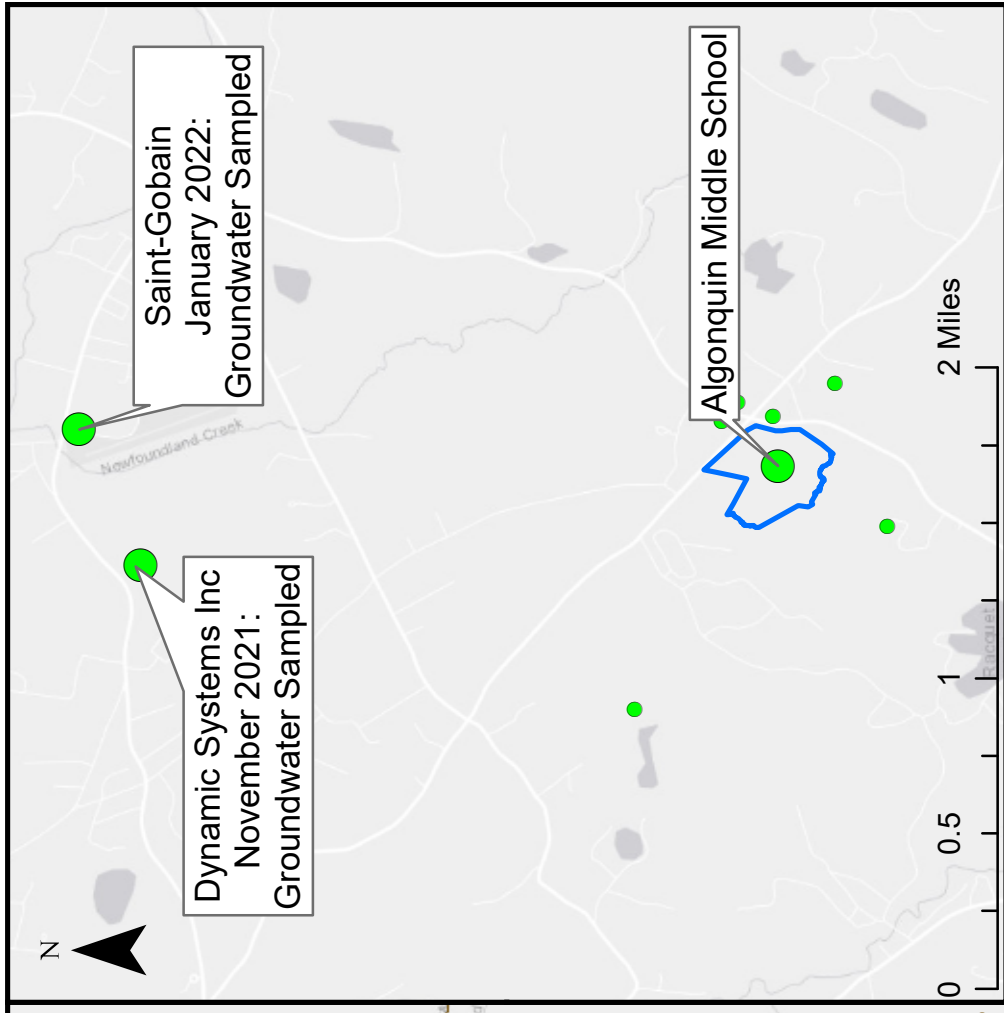 N
Saint-Gobain
January 2022:
Groundwater Sampled
Dynamic Systems Inc
November 2021:
Groundwater Sampled
Newfoundland Creek
Algonquin Middle School
Racquet
0
0.5
1
2 Miles